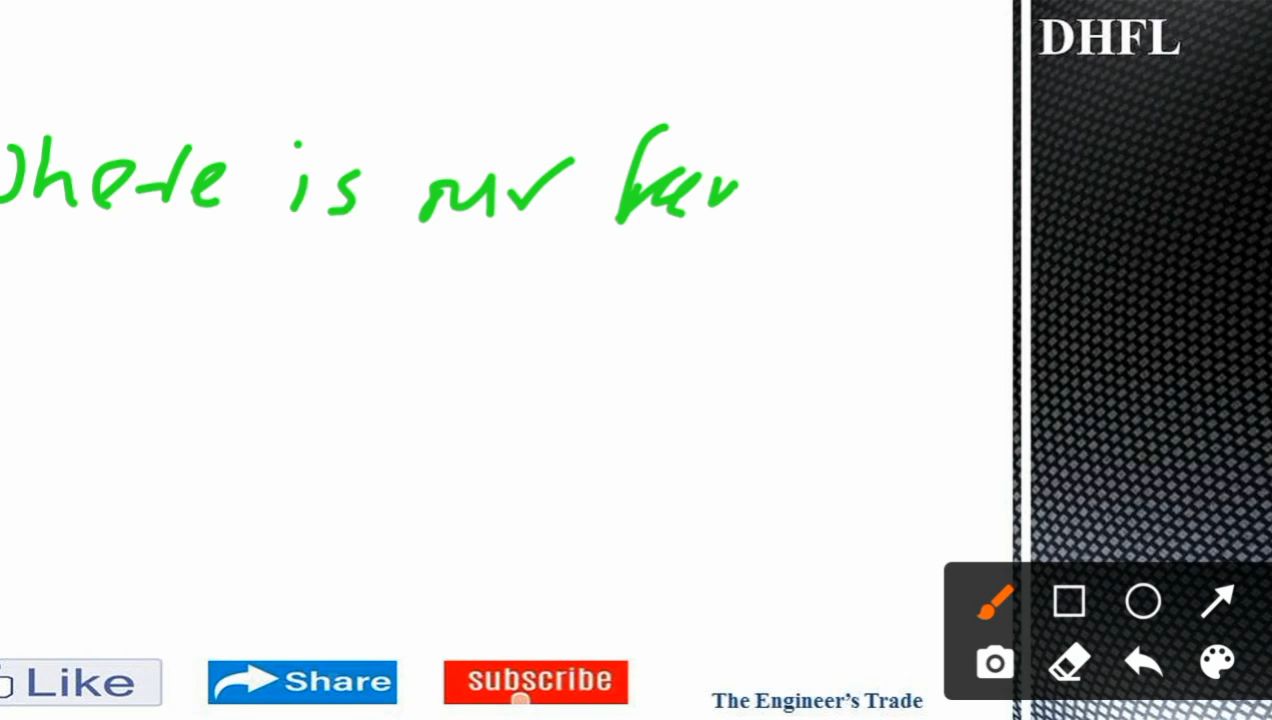 DHFL
where is our
Like
Share
subscribe
The Engineer's Trade